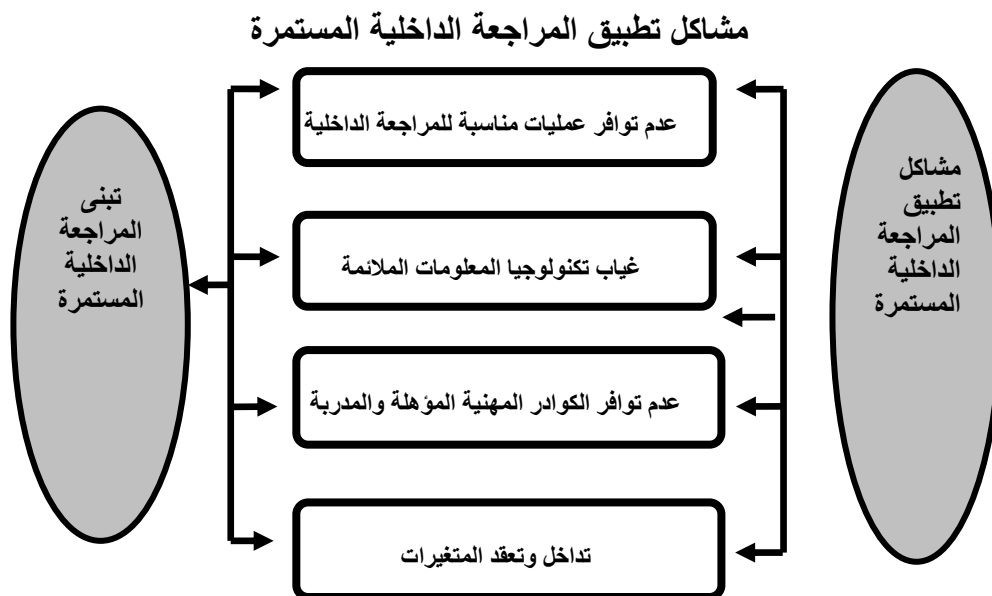 مشاكل تطبيق المراجعة الداخلية المستمرة
مشاكل
تطبيق
المراجعة
الداخلية
المستمرة
عدم توافر عمليات مناسبة للمراجعة الداخلية
غياب تكنولوجيا المعلومات الملائمة
عدم توافر الكوادر المهنية المؤهلة والمدربة
تداخل وتعقد المتغيرات
تبنى
المراجعة
الداخلية
المستمرة